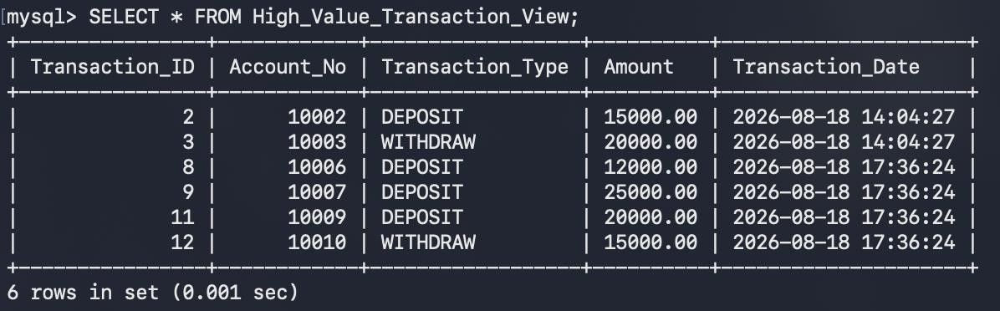 [mysql> SELECT * FROM High_Value_Transaction_View;
+----------------+------------+------------------+----------+---------------------+
| Transaction_ID | Account_No | Transaction_Type | Amount   | Transaction_Date    |
+----------------+------------+------------------+----------+---------------------+
|              2 |      10002 | DEPOSIT          | 15000.00 | 2026-08-18 14:04:27 |
|              3 |      10003 | WITHDRAW         | 20000.00 | 2026-08-18 14:04:27 |
|              8 |      10006 | DEPOSIT          | 12000.00 | 2026-08-18 17:36:24 |
|              9 |      10007 | DEPOSIT          | 25000.00 | 2026-08-18 17:36:24 |
|             11 |      10009 | DEPOSIT          | 20000.00 | 2026-08-18 17:36:24 |
|             12 |      10010 | WITHDRAW         | 15000.00 | 2026-08-18 17:36:24 |
+----------------+------------+------------------+----------+---------------------+
6 rows in set (0.001 sec)